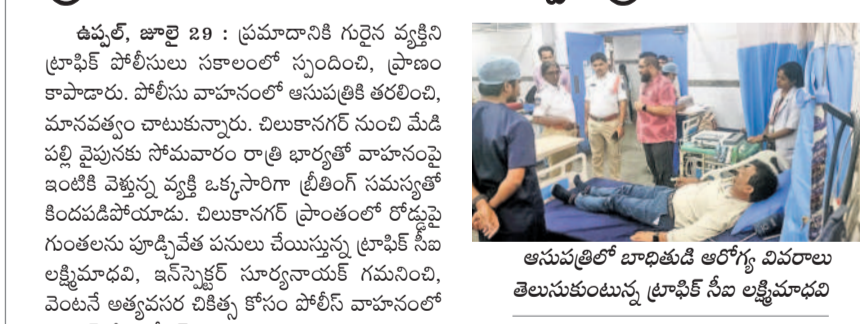 ఉప్పల్, జూలై 29 : ప్రమాదానికి గురైన వ్యక్తిని
ట్రాఫిక్ పోలీసులు సకాలంలో స్పందించి, ప్రాణం
కాపాడారు. పోలీసు వాహనంలో ఆసుపత్రికి తరలించి,
మానవత్వం చాటుకున్నారు. చిలుకానగర్ నుంచి మేడి
పల్లి వైపునకు సోమవారం రాత్రి భార్యతో వాహనంపై
ఇంటికి వెళ్తున్న వ్యక్తి ఒక్కసారిగా బ్రీతింగ్ సమస్యతో
కిందపడిపోయాడు. చిలుకానగర్ ప్రాంతంలో రోడ్డుపై
గుంతలను పూడ్చివేత పనులు చేయిస్తున్న ట్రాఫిక్ సీఐ
లక్ష్మిమాధవి, ఇన్‌స్పెక్టర్ సూర్యనాయక్ గమనించి,
వెంటనే అత్యవసర చికిత్స కోసం పోలీస్ వాహనంలో
ఆసుపత్రిలో బాధితుడి ఆరోగ్య వివరాలు
తెలుసుకుంటున్న ట్రాఫిక్ సీఐ లక్ష్మిమాధవి